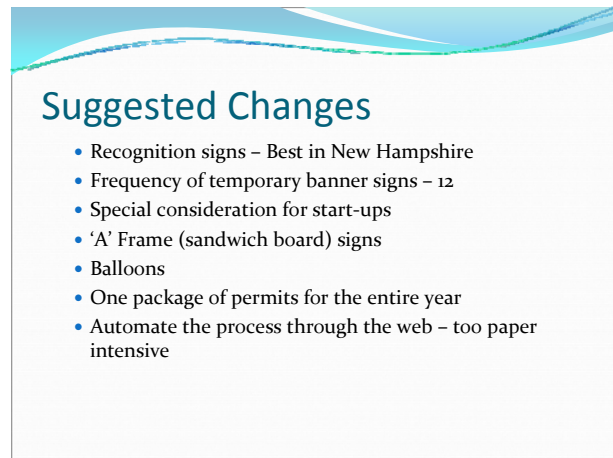 Suggested Changes
• Recognition signs – Best in New Hampshire
• Frequency of temporary banner signs – 12
• Special consideration for start-ups
• ‘A’ Frame (sandwich board) signs
• Balloons
• One package of permits for the entire year
• Automate the process through the web – too paper
intensive